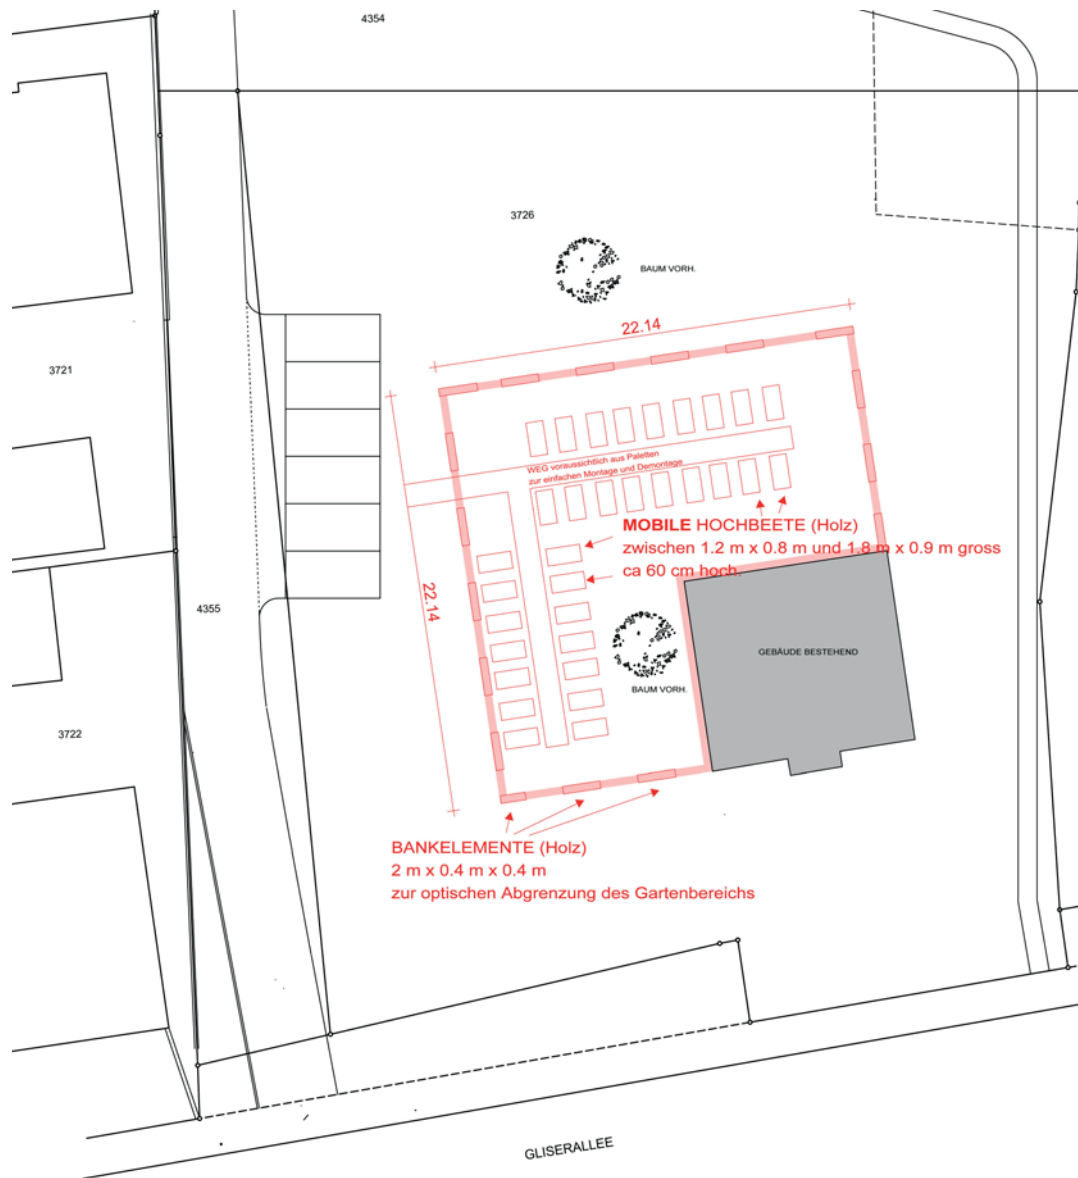 4354
3726
BAUM VORH.
22.14
3721
WEG voraussichtlich aus Paletten
zur einfachen Montage und Demontage
MOBILE HOCHBEETE (Holz)
zwischen 1.2 m x 0.8 m und 1.8 m x 0.9 m gross
ca 60 cm hoch.
22.14
4355
GEBÄUDE BESTEHEND
BAUM VORH.
3722
BANKELEMENTE (Holz)
2 m x 0.4 m x 0.4 m
zur optischen Abgrenzung des Gartenbereichs
GLISERALLEE